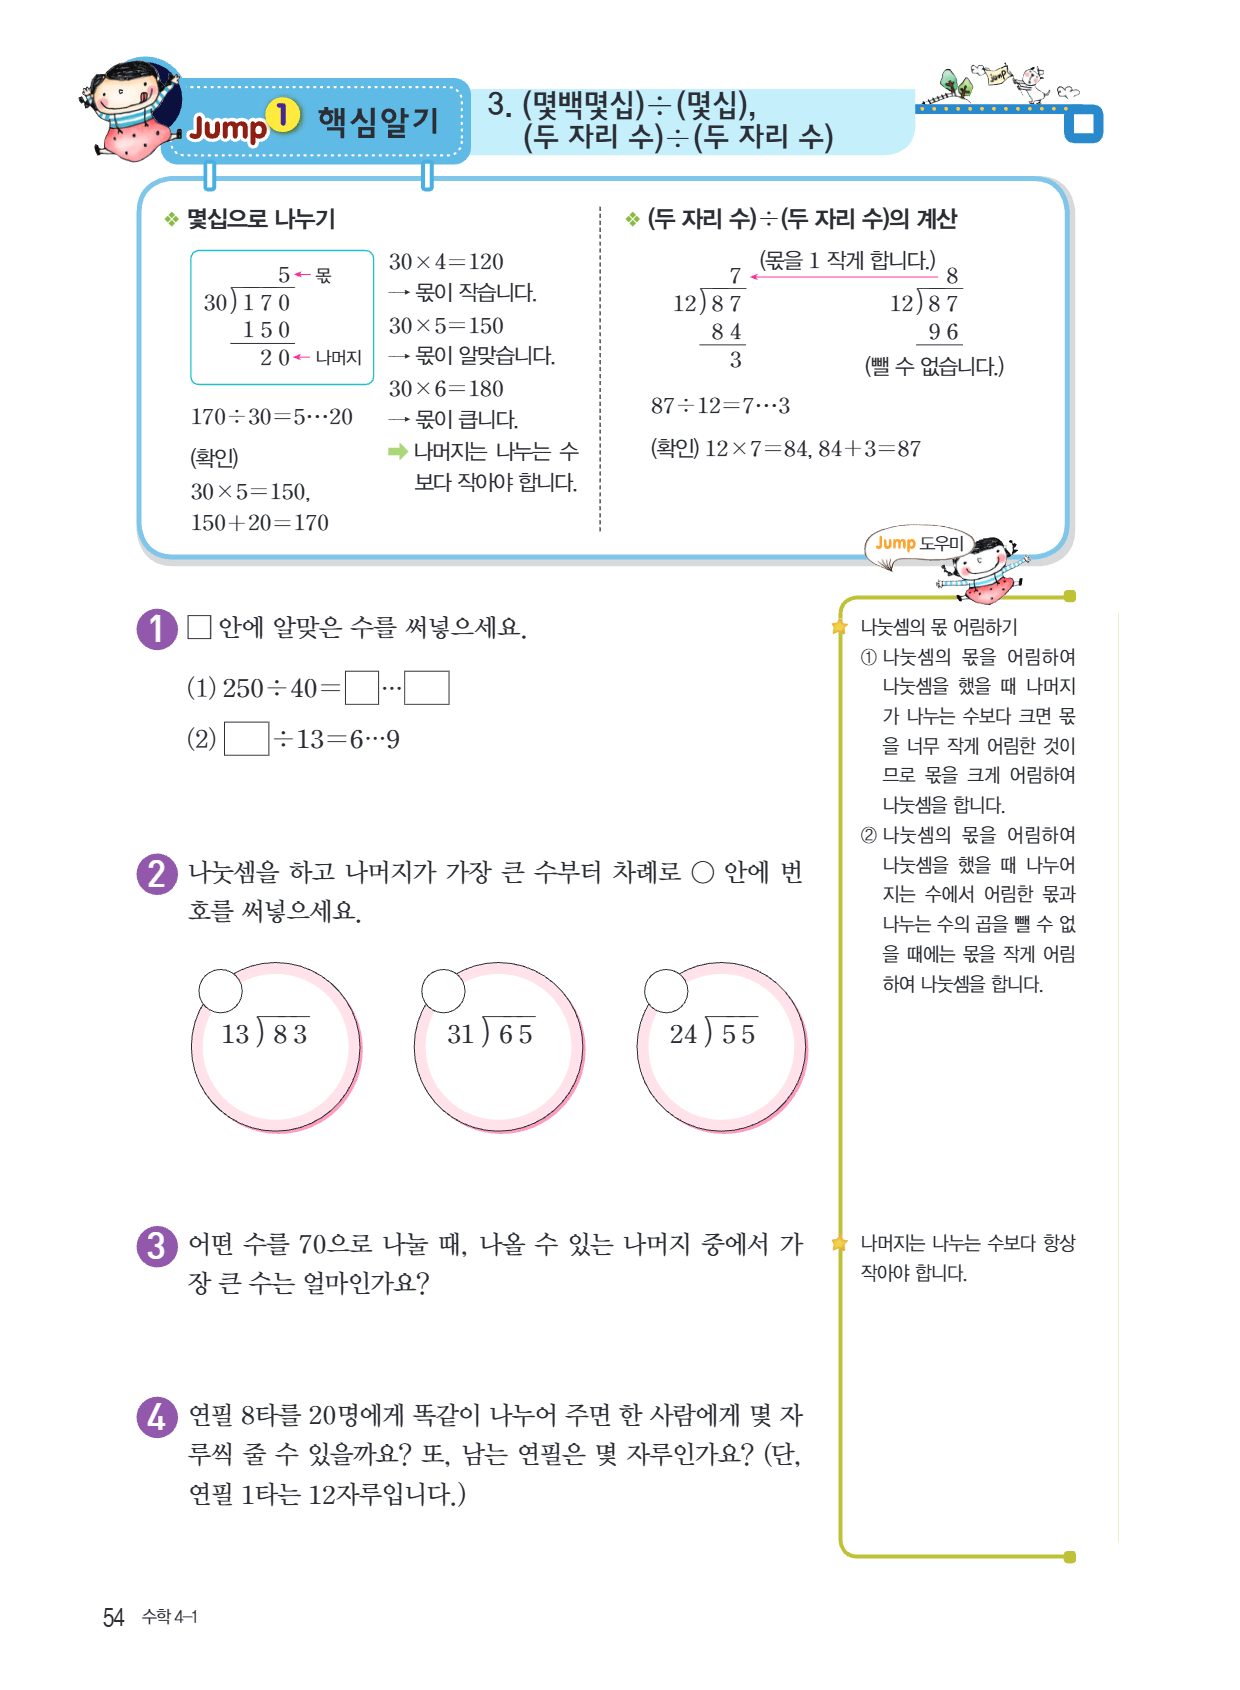 Jump 1 핵심알기
3. (몇백몇십)÷(몇십),
(두 자리 수)÷(두 자리 수)
jump
❖ 몇십으로 나누기
5 ← 몫
30)170
150
20 ← 나머지
170÷30=5…20
(확인)
30×5=150,
150+20=170
30×4=120
→ 몫이 작습니다.
30×5=150
→ 몫이 알맞습니다.
30×6=180
→ 몫이 큽니다.
➡ 나머지는 나누는 수
보다 작아야 합니다.
❖ (두 자리 수)÷(두 자리 수)의 계산
(몫을 1 작게 합니다.)
7 ← 8
12)87 12)87
84 96
3 (뺄 수 없습니다.)
87÷12=7…3
(확인) 12×7=84, 84+3=87
Jump 도우미
1 □ 안에 알맞은 수를 써넣으세요.
(1) 250÷40=□…□
(2) □÷13=6…9
2 나눗셈을 하고 나머지가 가장 큰 수부터 차례로 ○ 안에 번
호를 써넣으세요.
13)83 31)65 24)55
3 어떤 수를 70으로 나눌 때, 나올 수 있는 나머지 중에서 가
장 큰 수는 얼마인가요?
4 연필 8타를 20명에게 똑같이 나누어 주면 한 사람에게 몇 자
루씩 줄 수 있을까요? 또, 남는 연필은 몇 자루인가요? (단,
연필 1타는 12자루입니다.)
나눗셈의 몫 어림하기
① 나눗셈의 몫을 어림하여
나눗셈을 했을 때 나머지
가 나누는 수보다 크면 몫
을 너무 작게 어림한 것이
므로 몫을 크게 어림하여
나눗셈을 합니다.
② 나눗셈의 몫을 어림하여
나눗셈을 했을 때 나누어
지는 수에서 어림한 몫과
나누는 수의 곱을 뺄 수 없
을 때에는 몫을 작게 어림
하여 나눗셈을 합니다.
나머지는 나누는 수보다 항상
작아야 합니다.
54 수학 4-1